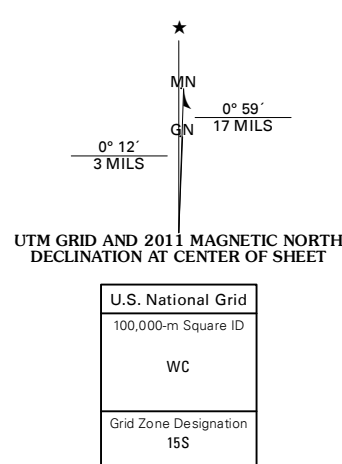 ★
MN
0° 59´
17 MILS
GN
0° 12´
3 MILS
UTM GRID AND 2011 MAGNETIC NORTH
DECLINATION AT CENTER OF SHEET
U.S. National Grid
100,000-m Square ID
WC
Grid Zone Designation
15S